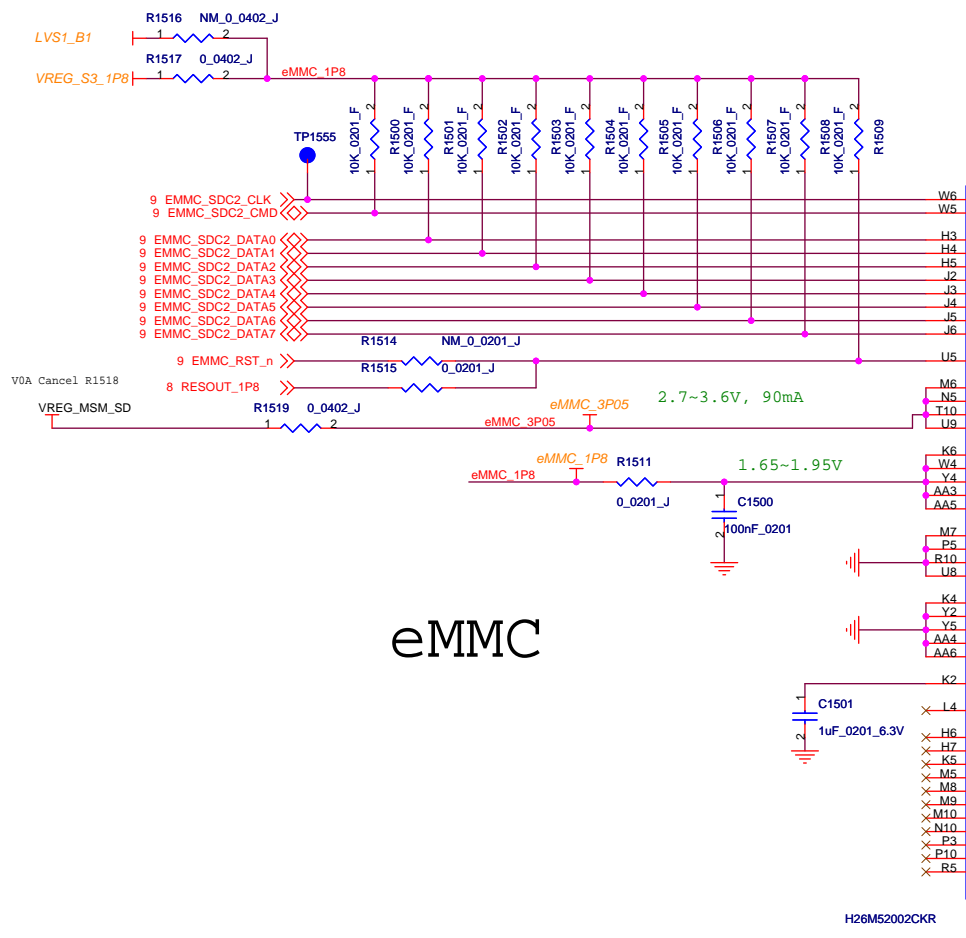 R1516 NM_0_0402_J
LVS1_B1
1 2
R1517 0_0402_J
VREG_S3_1P8
1 2
eMMC_1P8
2 2 2 2 2 2 2 2 2 2
10K_0201_F R1500
10K_0201_F R1501
10K_0201_F R1502
10K_0201_F R1503
10K_0201_F R1504
10K_0201_F R1505
10K_0201_F R1506
10K_0201_F R1507
10K_0201_F R1508
10K_0201_F R1509
1 1 1 1 1 1 1 1 1 1
TP1555
9 EMMC_SDC2_CLK W6
9 EMMC_SDC2_CMD W5
9 EMMC_SDC2_DATA0 H3
9 EMMC_SDC2_DATA1 H4
9 EMMC_SDC2_DATA2 H5
9 EMMC_SDC2_DATA3 J2
9 EMMC_SDC2_DATA4 J3
9 EMMC_SDC2_DATA5 J4
9 EMMC_SDC2_DATA6 J5
9 EMMC_SDC2_DATA7 J6
R1514 NM_0_0201_J
9 EMMC_RST_n U5
R1515 0_0201_J
8 RESOUT_1P8
V0A Cancel R1518
VREG_MSM_SD
R1519 0_0402_J
1 2
eMMC_3P05
eMMC_3P05
2.7~3.6V, 90mA
M6
N5
T10
U9
eMMC_1P8
eMMC_1P8
R1511
0_0201_J
1.65~1.95V
1
C1500
100nF_0201
2
K6
W4
Y4
AA3
AA5
M7
P5
R10
U8
K4
Y2
Y5
AA4
AA6
eMMC
K2
1
C1501
1uF_0201_6.3V
2
L4
H6
H7
K5
M5
M8
M9
M10
N10
P3
P10
R5
H26M52002CKR